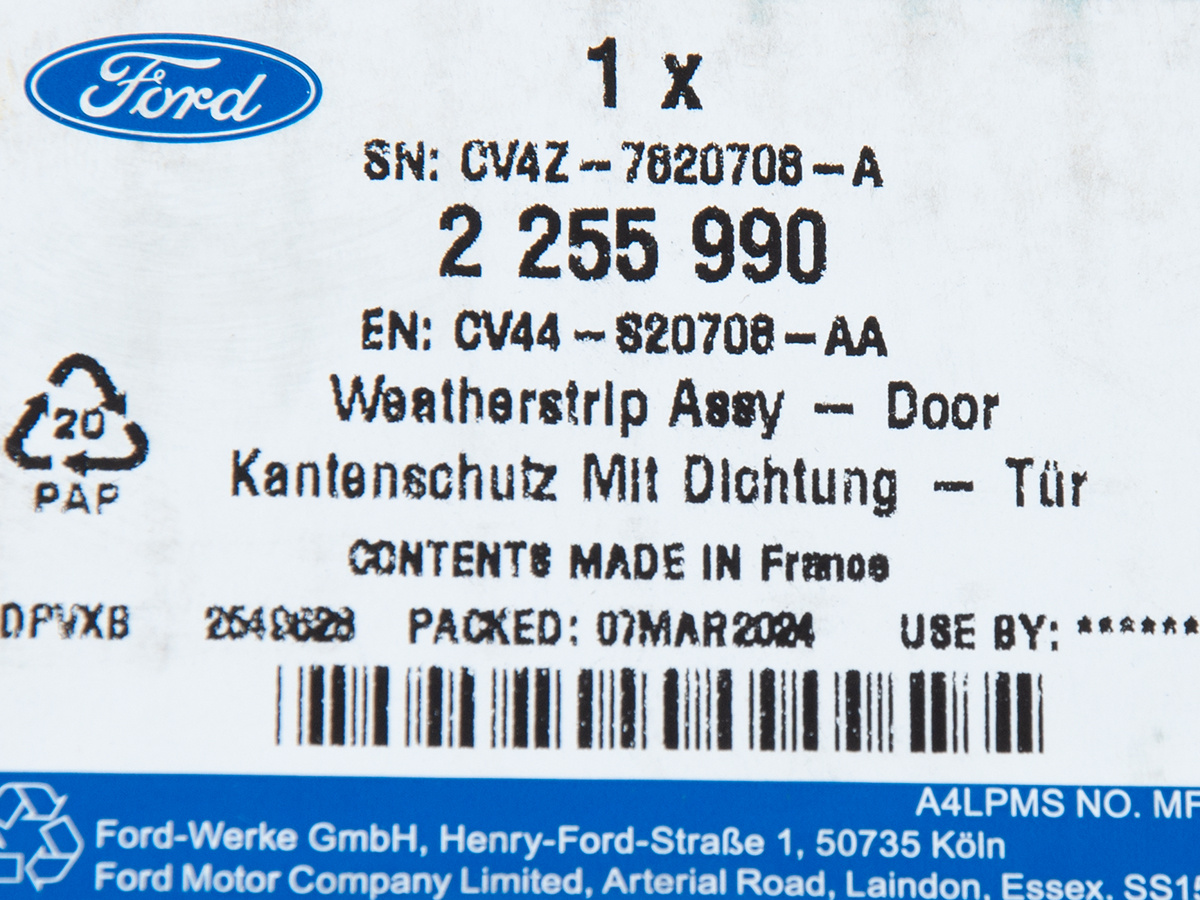 Ford
1 x
SN: CV4Z-7820708-A
2 255 990
EN: CV44-S20708-AA
Weatherstrip Assy - Door
Kantenschutz Mit Dichtung - Tür
20
PAP
CONTENTS MADE IN France
DPVXB PACKED: 07MAR2024 USE BY: ******
A4LPMS NO. MF
Ford-Werke GmbH, Henry-Ford-Straße 1, 50735 Köln
Ford Motor Company Limited, Arterial Road, Laindon, Essex, SS15